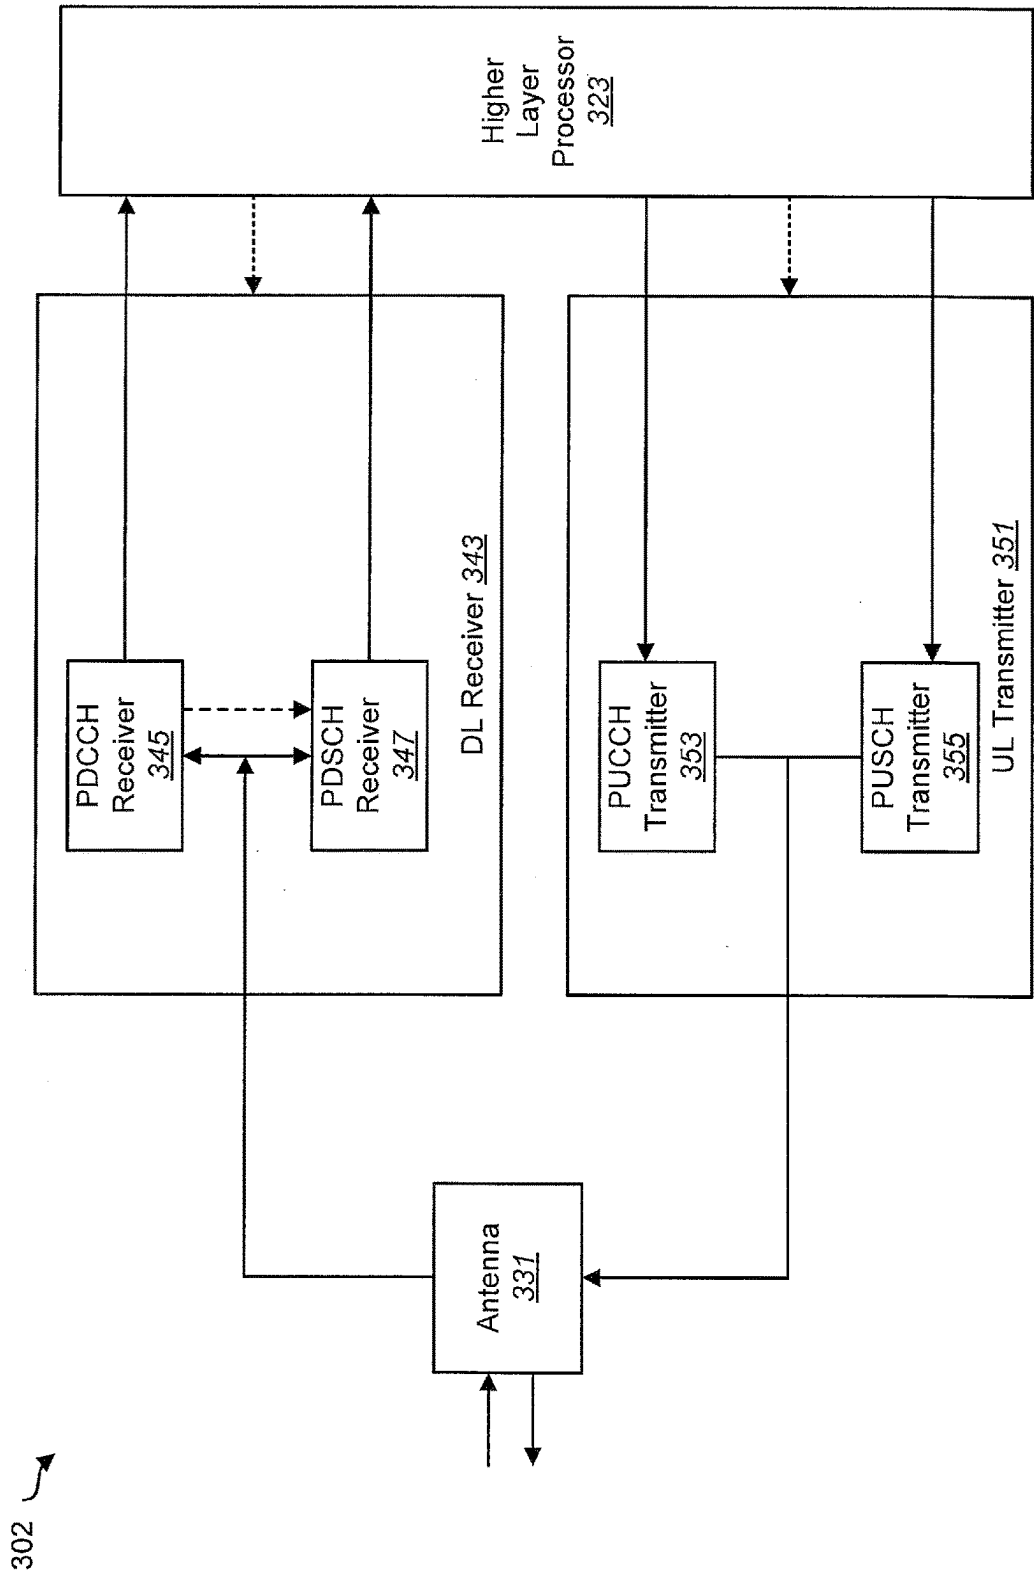 302
Antenna
331
PDCCH
Receiver
345
PDSCH
Receiver
347
DL Receiver 343
PUCCH
Transmitter
353
PUSCH
Transmitter
355
UL Transmitter 351
Higher
Layer
Processor
323